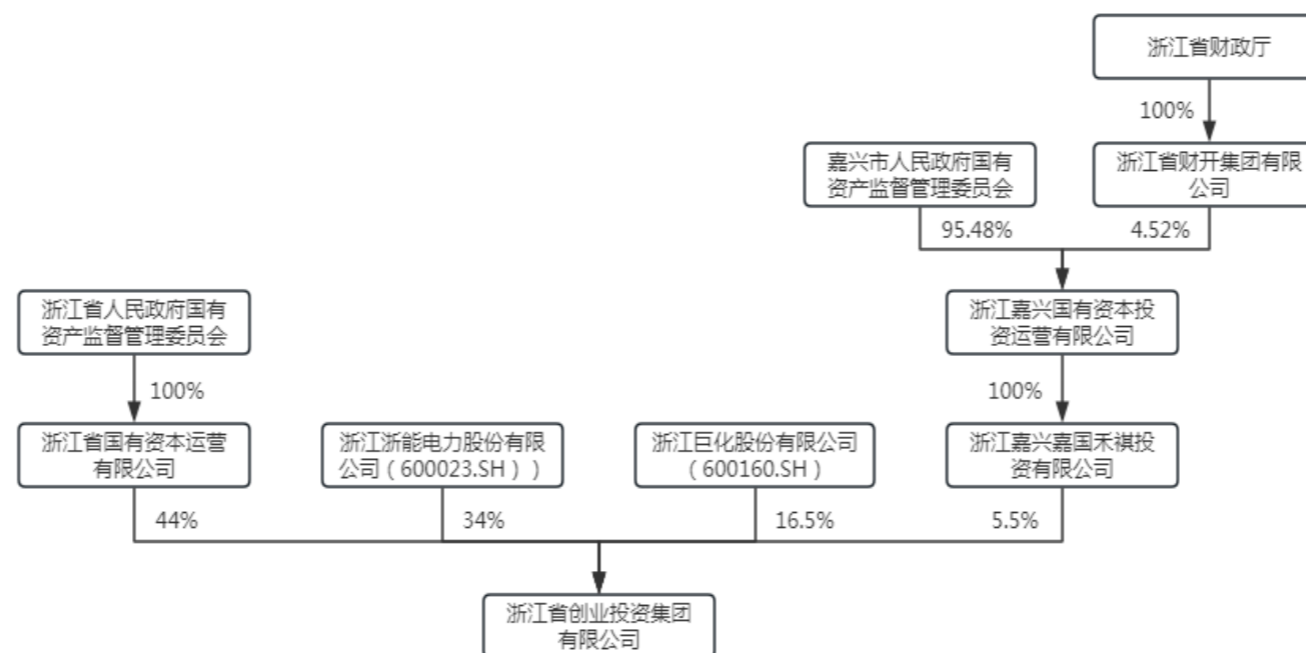 浙江省财政厅
100%
嘉兴市人民政府国有
资产监督管理委员会
浙江省财开集团有限
公司
95.48%
4.52%
浙江省人民政府国有
资产监督管理委员会
浙江嘉兴国有资本投
资运营有限公司
100%
100%
浙江省国有资本运营
有限公司
浙江浙能电力股份有限
公司（600023.SH））
浙江巨化股份有限公司
（600160.SH）
浙江嘉兴嘉国禾祺投
资有限公司
44%
34%
16.5%
5.5%
浙江省创业投资集团
有限公司